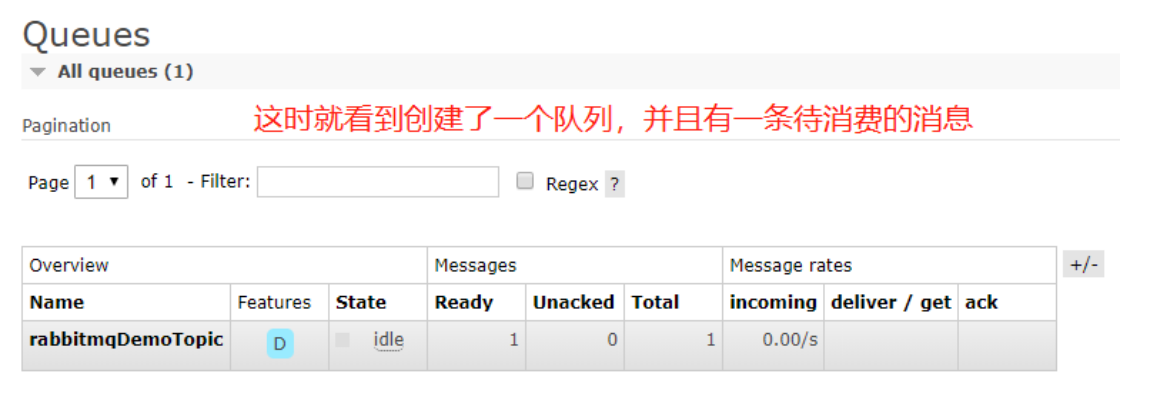 Queues
All queues (1)
这时就看到创建了一个队列，并且有一条待消费的消息
Pagination
Page 1 of 1 - Filter: Regex ?
Overview Messages Message rates +/-
Name Features State Ready Unacked Total incoming deliver / get ack
rabbitmqDemoTopic D idle 1 0 1 0.00/s